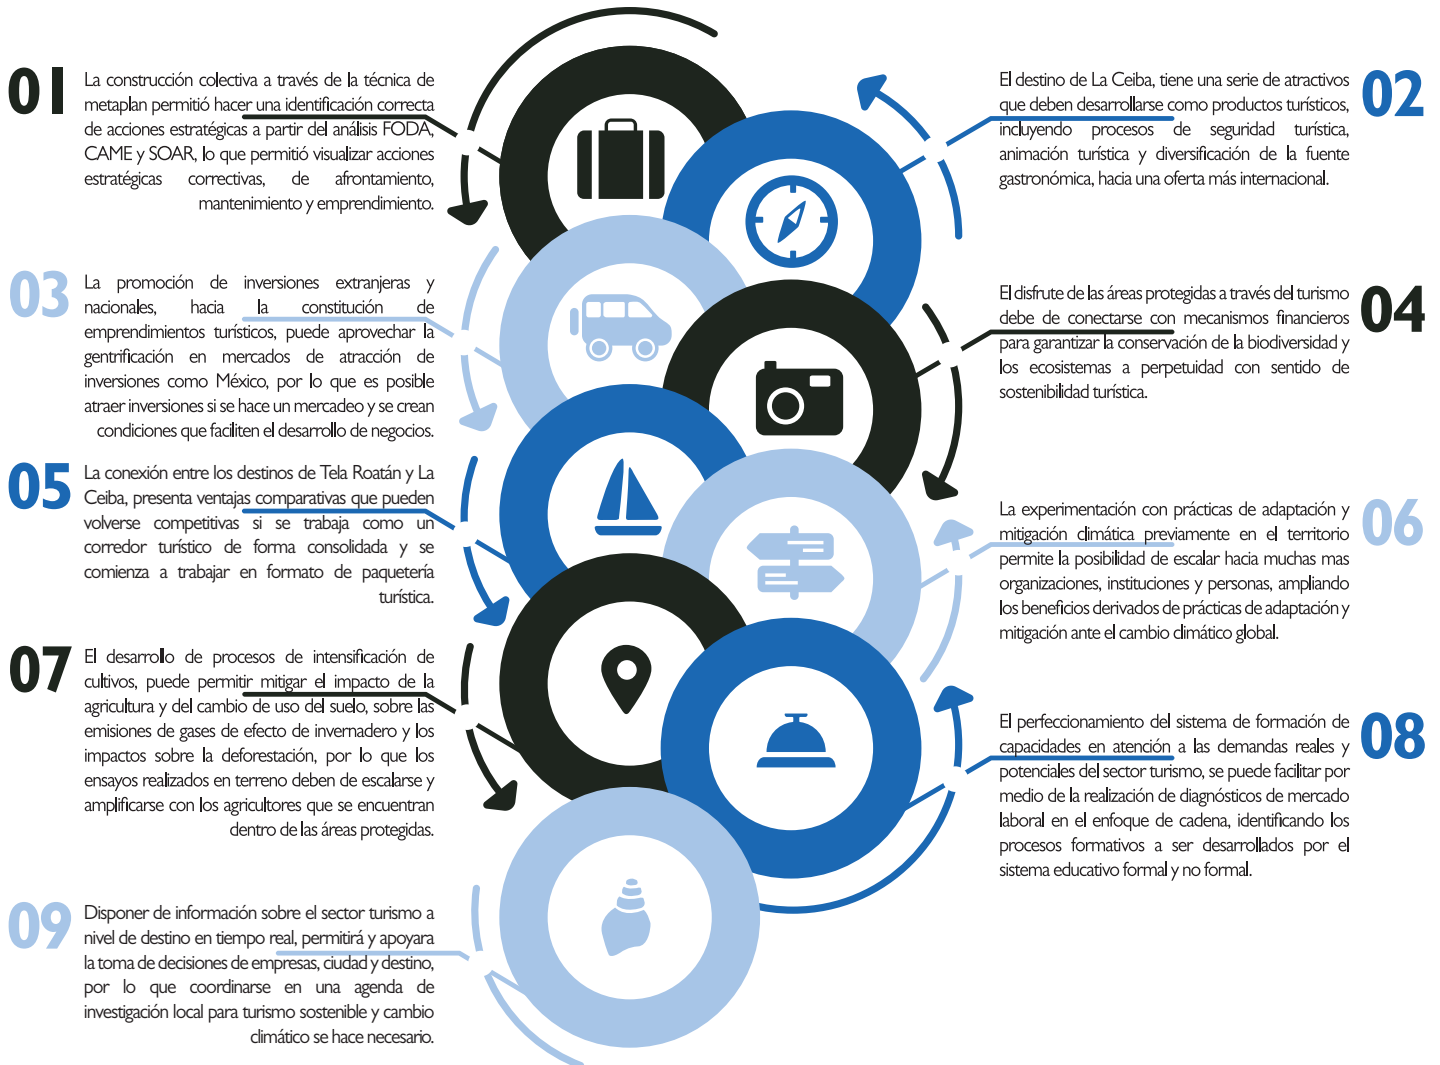 01
La construcción colectiva a través de la técnica de
metaplan permitió hacer una identificación correcta
de acciones estratégicas a partir del análisis FODA,
CAME y SOAR, lo que permitió visualizar acciones
estratégicas correctivas, de afrontamiento,
mantenimiento y emprendimiento.
02
El destino de La Ceiba, tiene una serie de atractivos
que deben desarrollarse como productos turísticos,
incluyendo procesos de seguridad turística,
animación turística y diversificación de la fuente
gastronómica, hacia una oferta más internacional.
03
La promoción de inversiones extranjeras y
nacionales, hacia la constitución de
emprendimientos turísticos, puede aprovechar la
gentrificación en mercados de atracción de
inversiones como México, por lo que es posible
atraer inversiones si se hace un mercadeo y se crean
condiciones que faciliten el desarrollo de negocios.
04
El disfrute de las áreas protegidas a través del turismo
debe de conectarse con mecanismos financieros
para garantizar la conservación de la biodiversidad y
los ecosistemas a perpetuidad con sentido de
sostenibilidad turística.
05
La conexión entre los destinos de Tela Roatán y La
Ceiba, presenta ventajas comparativas que pueden
volverse competitivas si se trabaja como un
corredor turístico de forma consolidada y se
comienza a trabajar en formato de paquetería
turística.
06
La experimentación con prácticas de adaptación y
mitigación climática previamente en el territorio
permite la posibilidad de escalar hacia muchas mas
organizaciones, instituciones y personas, ampliando
los beneficios derivados de prácticas de adaptación y
mitigación ante el cambio climático global.
07
El desarrollo de procesos de intensificación de
cultivos, puede permitir mitigar el impacto de la
agricultura y del cambio de uso del suelo, sobre las
emisiones de gases de efecto de invernadero y los
impactos sobre la deforestación, por lo que los
ensayos realizados en terreno deben de escalarse y
amplificarse con los agricultores que se encuentran
dentro de las áreas protegidas.
08
El perfeccionamiento del sistema de formación de
capacidades en atención a las demandas reales y
potenciales del sector turismo, se puede facilitar por
medio de la realización de diagnósticos de mercado
laboral en el enfoque de cadena, identificando los
procesos formativos a ser desarrollados por el
sistema educativo formal y no formal.
09
Disponer de información sobre el sector turismo a
nivel de destino en tiempo real, permitirá y apoyara
la toma de decisiones de empresas, ciudad y destino,
por lo que coordinarse en una agenda de
investigación local para turismo sostenible y cambio
climático se hace necesario.